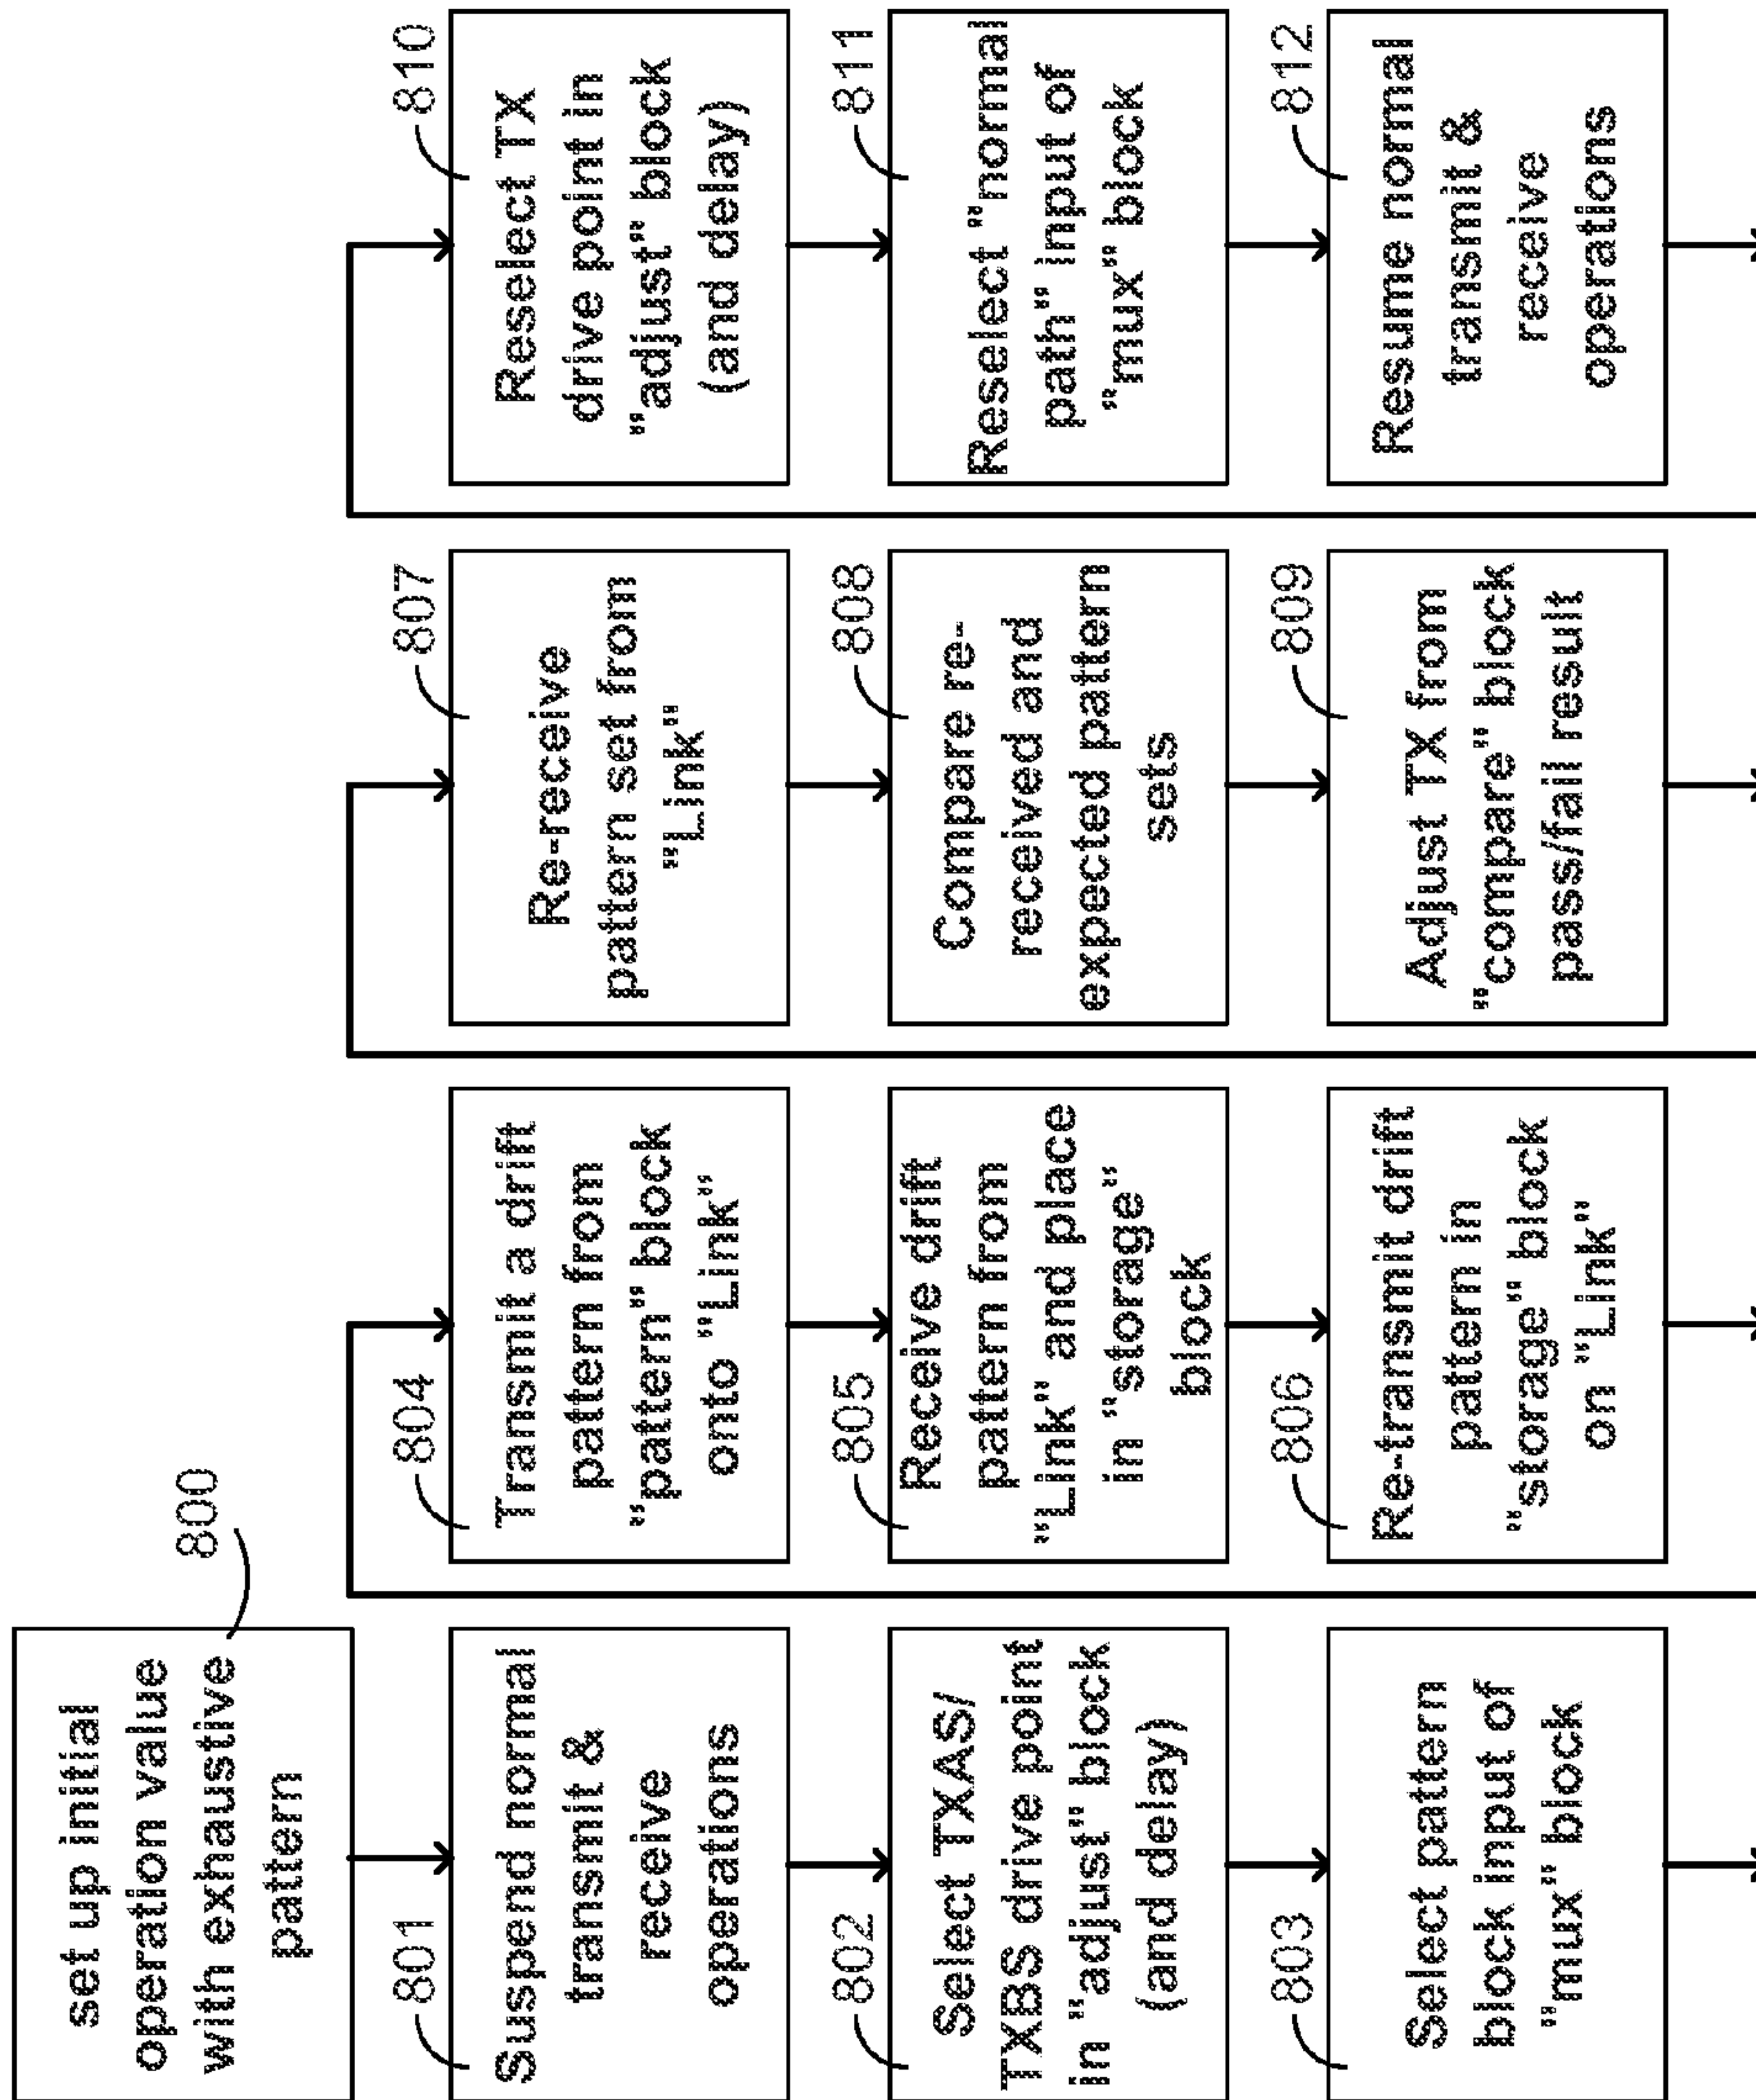 800
set up initial
operation value
with exhaustive
pattern
801
Suspend normal
transmit &
receive
operations
802
Select TXAS/
TXBS drive point
in "adjust" block
(and delay)
803
Select pattern
block input of
"mux" block
804
Transmit a drift
pattern from
"pattern" block
onto "Link"
805
Receive drift
pattern from
"Link" and place
in "storage"
block
806
Re-transmit drift
pattern in
"storage" block
on "Link"
807
Re-receive
pattern set from
"Link"
808
Compare re-
received and
expected pattern
sets
809
Adjust TX from
"compare" block
pass/fail result
810
Reselect TX
drive point in
"adjust" block
(and delay)
811
Reselect "normal
path" input of
"mux" block
812
Resume normal
transmit &
receive
operations